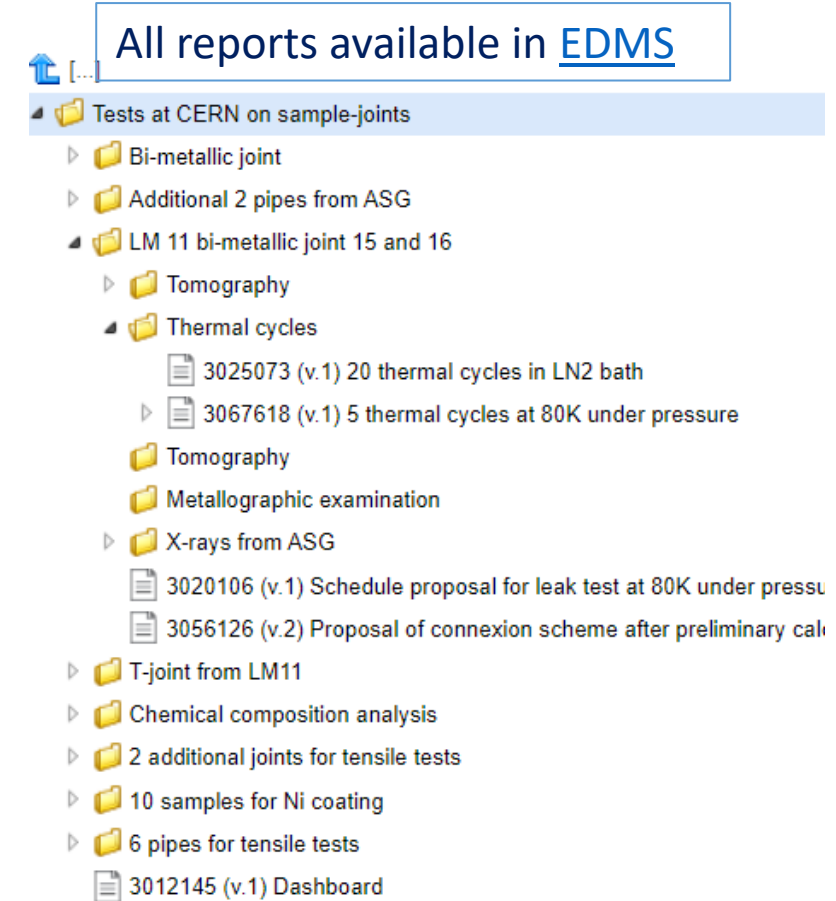 All reports available in EDMS
[...]
Tests at CERN on sample-joints
Bi-metallic joint
Additional 2 pipes from ASG
LM 11 bi-metallic joint 15 and 16
Tomography
Thermal cycles
3025073 (v.1) 20 thermal cycles in LN2 bath
3067618 (v.1) 5 thermal cycles at 80K under pressure
Tomography
Metallographic examination
X-rays from ASG
3020106 (v.1) Schedule proposal for leak test at 80K under pressu
3056126 (v.2) Proposal of connexion scheme after preliminary cal
T-joint from LM11
Chemical composition analysis
2 additional joints for tensile tests
10 samples for Ni coating
6 pipes for tensile tests
3012145 (v.1) Dashboard